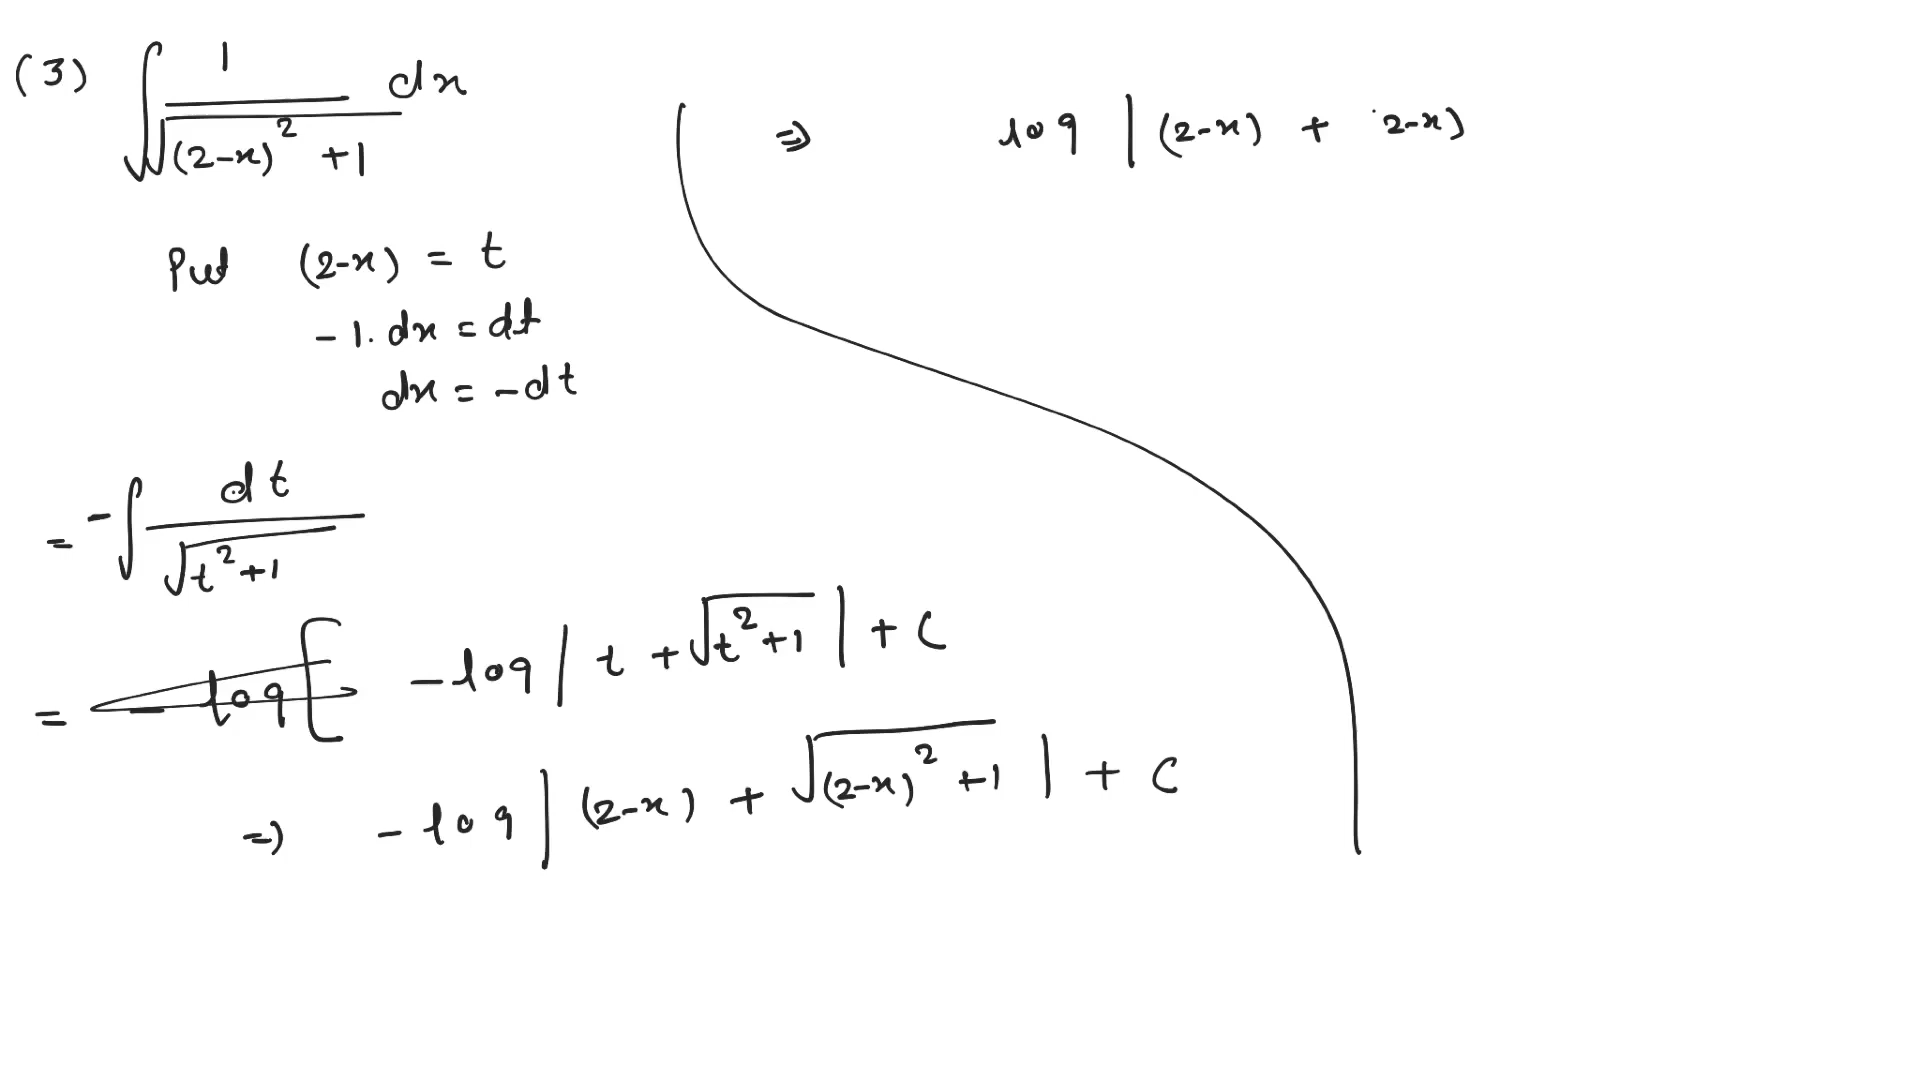 (3) ∫ 1/√((2-x)² + 1) dx
Put (2-x) = t
-1. dx = dt
dx = -dt
= -∫ dt/√(t²+1)
= - log [ -log | t + √(t²+1) | + C
=) -log | (2-x) + √((2-x)² +1) | + C
=> log | (2-x) + 2-x)